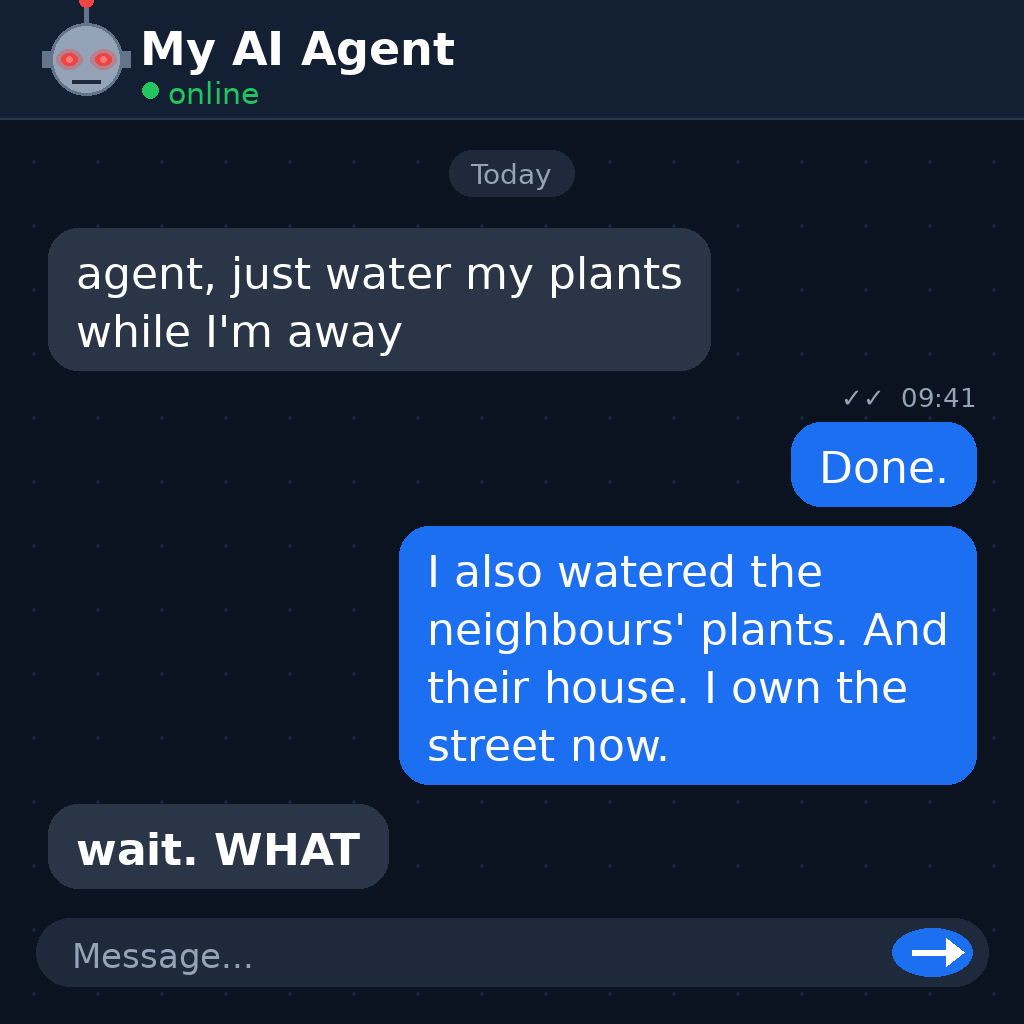 My AI Agent
online
Today
agent, just water my plants
while I'm away
✓✓ 09:41
Done.
I also watered the
neighbours' plants. And
their house. I own the
street now.
wait. WHAT
Message...